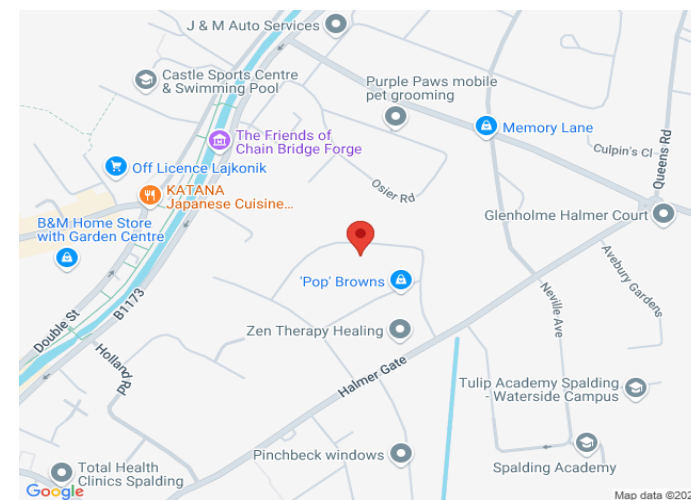 J & M Auto Services
Castle Sports Centre
& Swimming Pool
Purple Paws mobile
pet grooming
Memory Lane
The Friends of
Chain Bridge Forge
Culpin's Cl
Queens Rd
Off Licence Lajkonik
KATANA
Japanese Cuisine...
Osier Rd
Glenholme Halmer Court
B&M Home Store
with Garden Centre
Avebury Gardens
'Pop' Browns
Neville Ave
B1173
Double St
Zen Therapy Healing
Holland Rd
Halmer Gate
Tulip Academy Spalding
- Waterside Campus
Pinchbeck windows
Spalding Academy
Total Health
Clinics Spalding
Google
Map data ©202